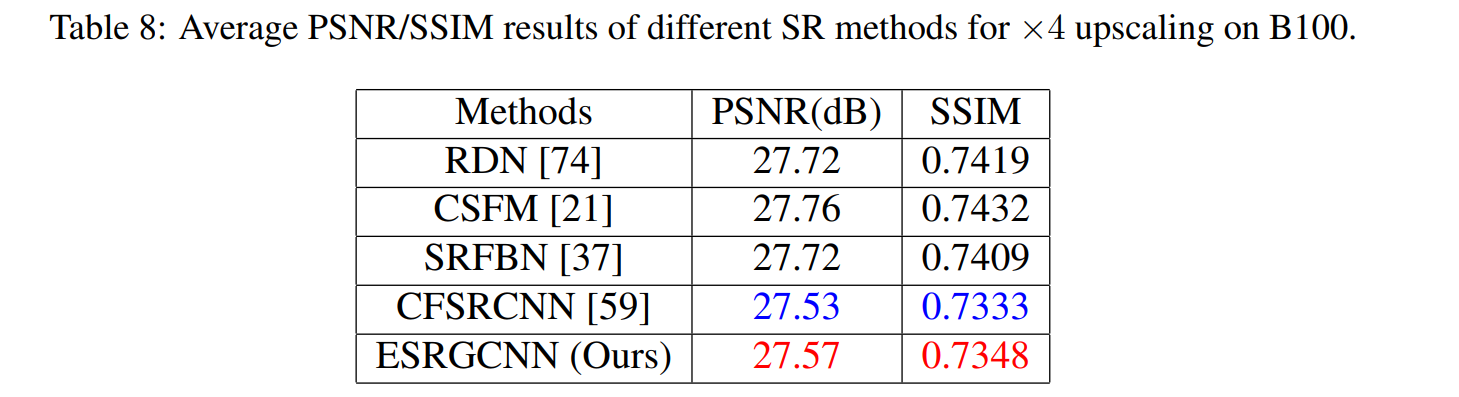 Table 8: Average PSNR/SSIM results of different SR methods for ×4 upscaling on B100.
Methods PSNR(dB) SSIM
RDN [74] 27.72 0.7419
CSFM [21] 27.76 0.7432
SRFBN [37] 27.72 0.7409
CFSRCNN [59] 27.53 0.7333
ESRGCNN (Ours) 27.57 0.7348